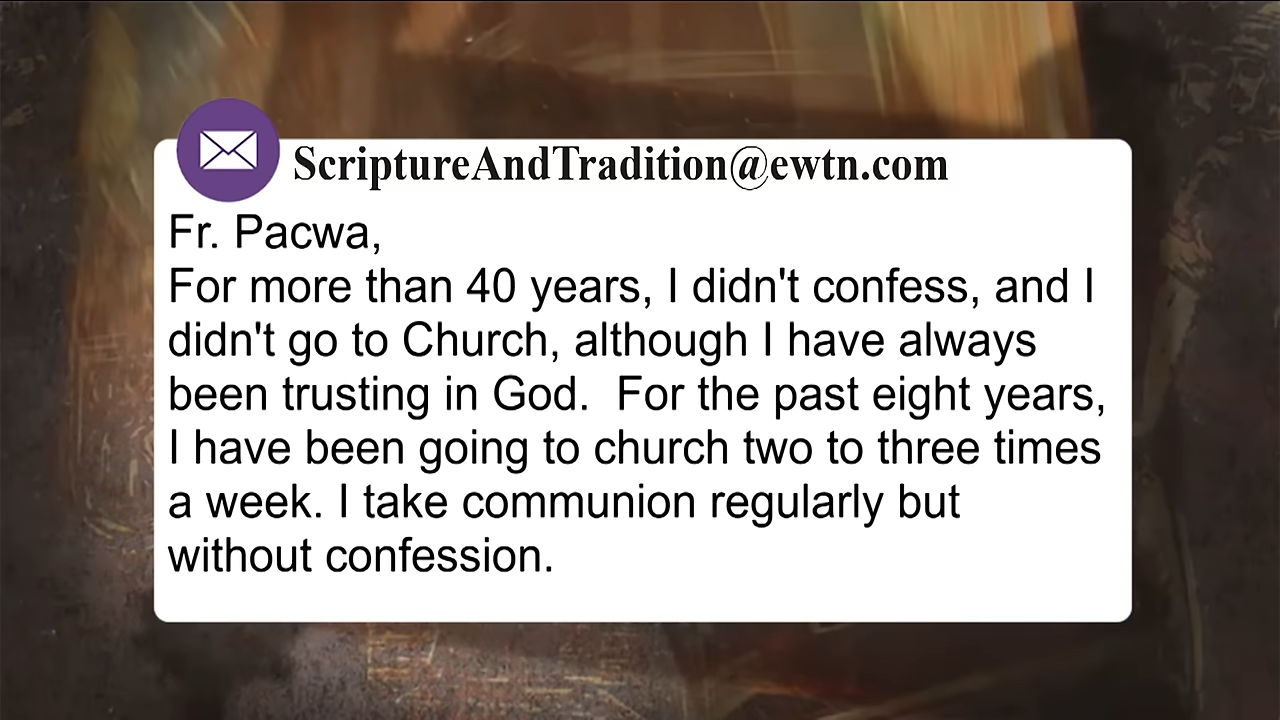 ScriptureAndTradition@ewtn.com
Fr. Pacwa,
For more than 40 years, I didn't confess, and I
didn't go to Church, although I have always
been trusting in God.  For the past eight years,
I have been going to church two to three times
a week. I take communion regularly but
without confession.